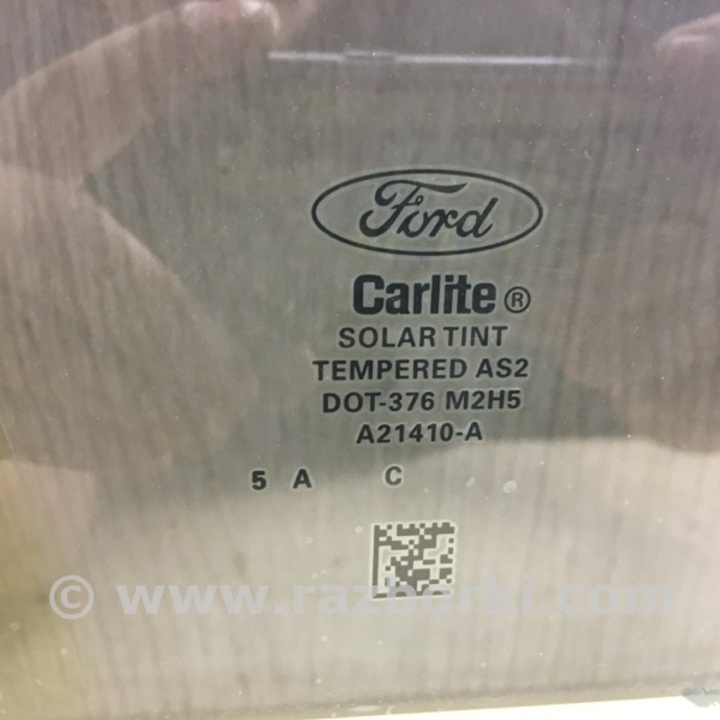 Ford
Carlite®
SOLAR TINT
TEMPERED AS2
DOT-376 M2H5
A21410-A
5 A C
© www.razborki.com